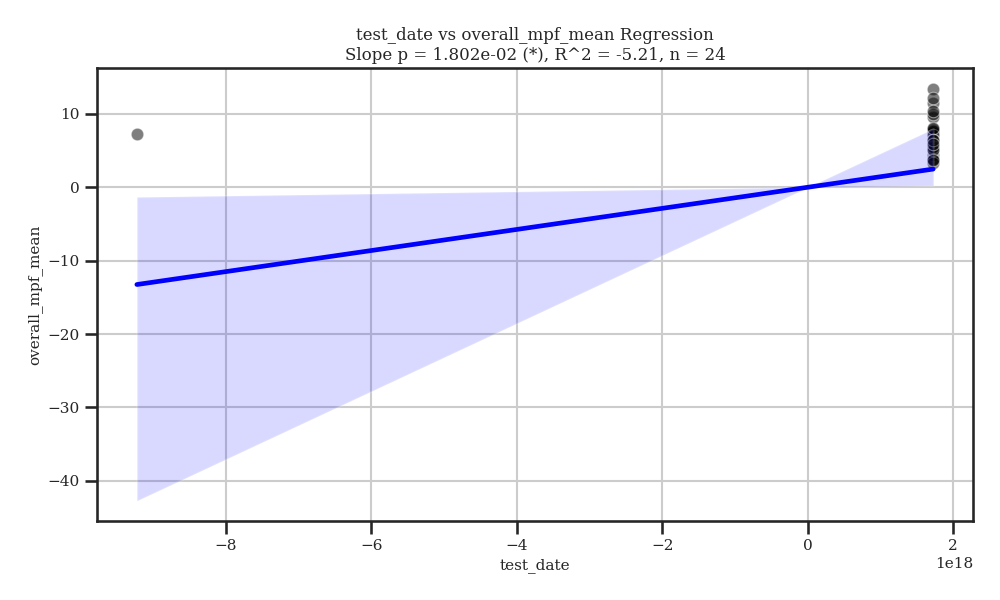 test_date vs overall_mpf_mean Regression
Slope p = 1.802e-02 (*), R^2 = -5.21, n = 24
overall_mpf_mean
10
0
−10
−20
−30
−40
−8
−6
−4
−2
0
2
1e18
test_date